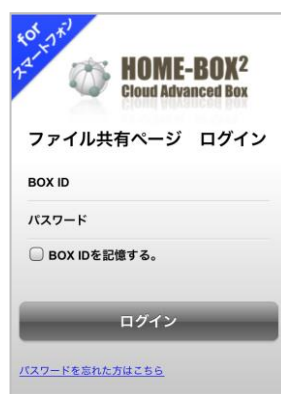 for
スマートフォン
HOME-BOX²
Cloud Advanced Box
ファイル共有ページ　ログイン
BOX ID
パスワード
BOX IDを記憶する。
ログイン
パスワードを忘れた方はこちら